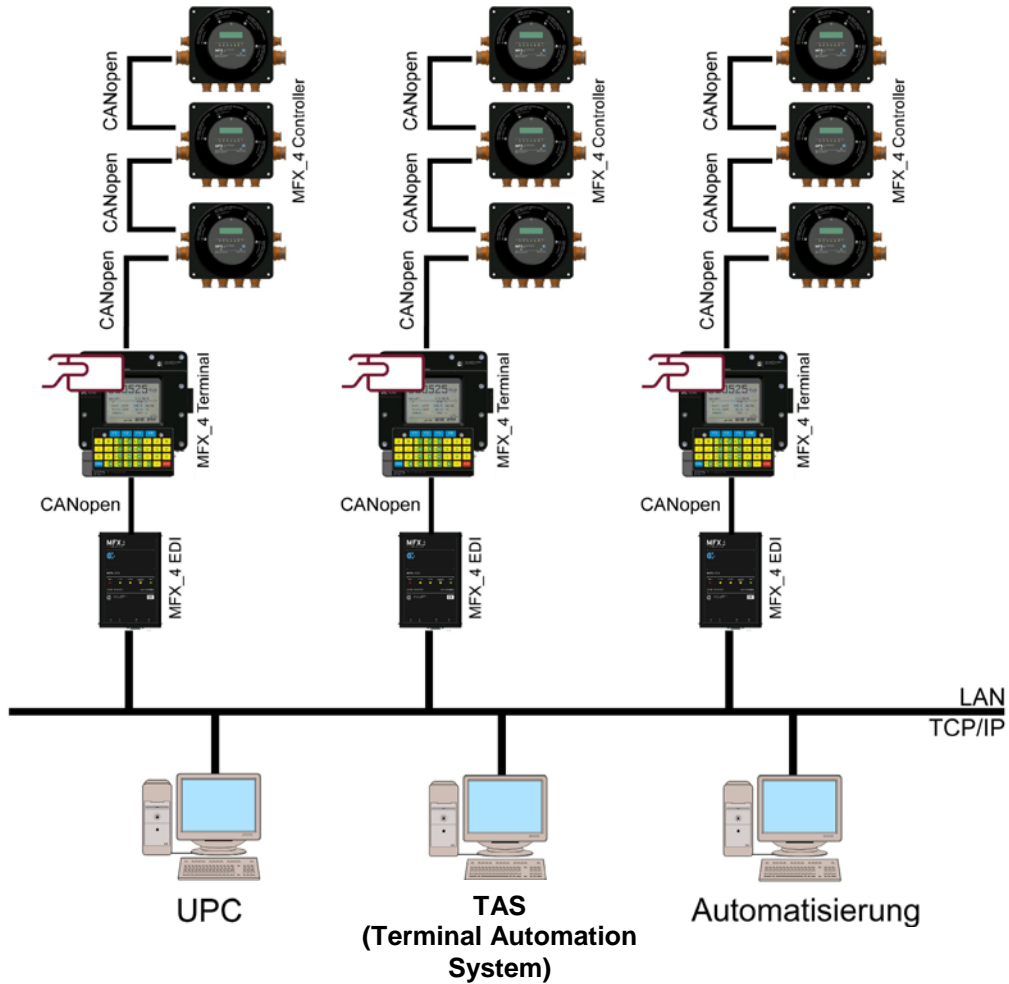 CANopen
CANopen
CANopen
MFX_4 Controller
CANopen
CANopen
CANopen
MFX_4 Controller
CANopen
CANopen
CANopen
MFX_4 Controller
MFX_4 Terminal
MFX_4 Terminal
MFX_4 Terminal
CANopen
CANopen
CANopen
MFX_4 EDI
MFX_4 EDI
MFX_4 EDI
LAN
TCP/IP
UPC
TAS
(Terminal Automation
System)
Automatisierung